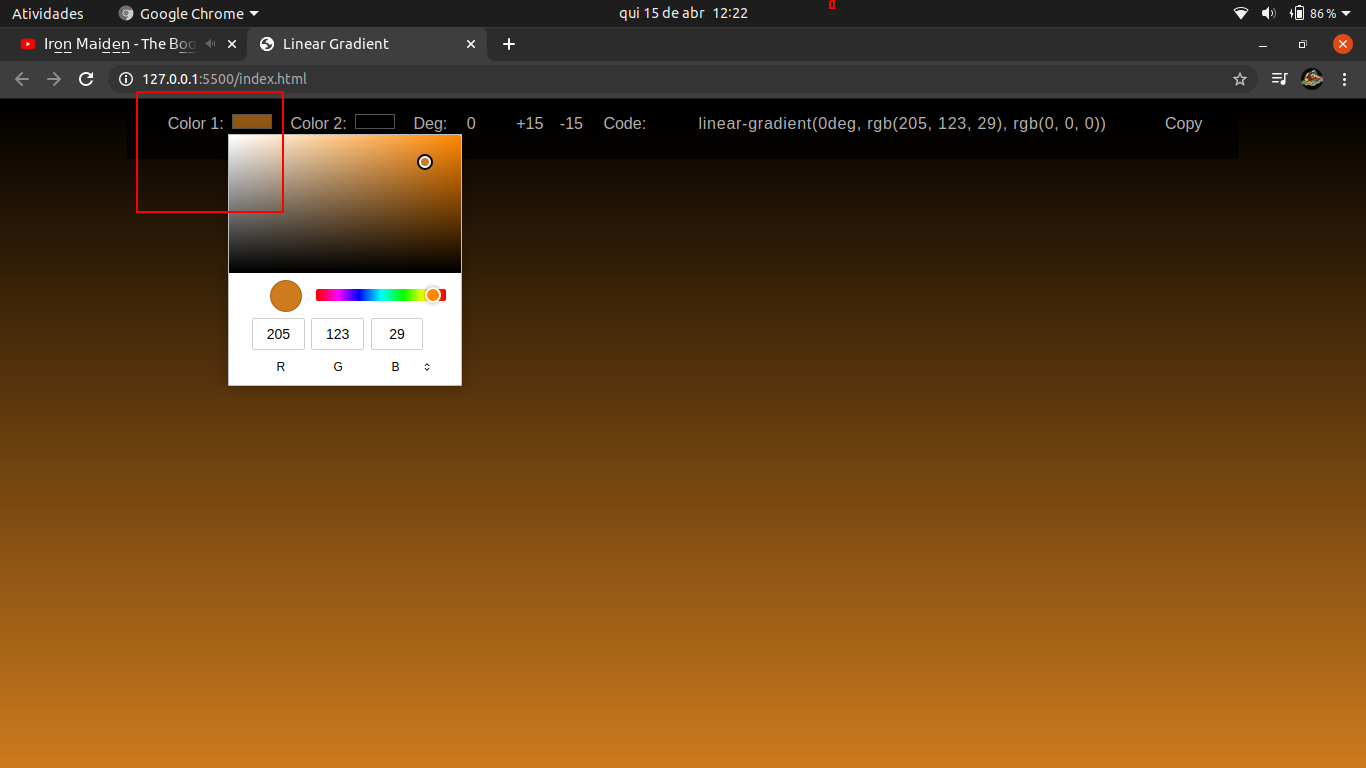 Atividades Google Chrome qui 15 de abr 12:22 86 %
Iron Maiden - The Boo Linear Gradient
127.0.0.1:5500/index.html
Color 1: Color 2: Deg: 0 +15 -15 Code: linear-gradient(0deg, rgb(205, 123, 29), rgb(0, 0, 0)) Copy
205 123 29
R G B